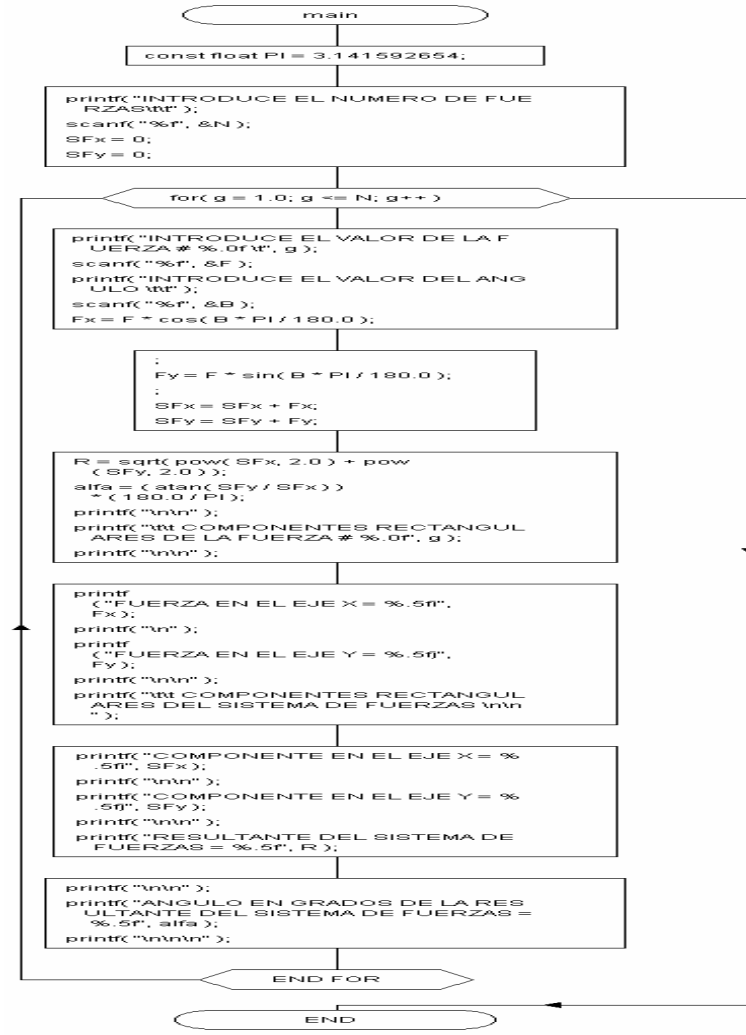 main
const float PI = 3.141592654;
printf("INTRODUCE EL NUMERO DE FUE
RZAS\t\t" );
scanf("%f", &N );
SFx = 0;
SFy = 0;
for( g = 1.0; g <= N; g++ )
printf("INTRODUCE EL VALOR DE LA F
UERZA # %.0f \t", g );
scanf("%f", &F );
printf("INTRODUCE EL VALOR DEL ANG
ULO \t\t" );
scanf("%f", &B );
Fx = F * cos( B * PI / 180.0 );
;
Fy = F * sin( B * PI / 180.0 );
;
SFx = SFx + Fx;
SFy = SFy + Fy;
R = sqrt( pow( SFx, 2.0 ) + pow
( SFy, 2.0 ) );
alfa = ( atan( SFy / SFx ) )
* ( 180.0 / PI );
printf("\n\n" );
printf("\t\t COMPONENTES RECTANGUL
ARES DE LA FUERZA # %.0f", g );
printf("\n\n" );
printf
("FUERZA EN EL EJE X = %.5fi",
Fx );
printf("\n" );
printf
("FUERZA EN EL EJE Y = %.5fj",
Fy );
printf("\n\n" );
printf("\t\t COMPONENTES RECTANGUL
ARES DEL SISTEMA DE FUERZAS \n\n
" );
printf("COMPONENTE EN EL EJE X = %
.5fi", SFx );
printf("\n\n" );
printf("COMPONENTE EN EL EJE Y = %
.5fj", SFy );
printf("\n\n" );
printf("RESULTANTE DEL SISTEMA DE
FUERZAS = %.5f", R );
printf("\n\n" );
printf("ANGULO EN GRADOS DE LA RES
ULTANTE DEL SISTEMA DE FUERZAS =
%.5f", alfa );
printf("\n\n\n" );
END FOR
END